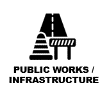 PUBLIC WORKS /
INFRASTRUCTURE